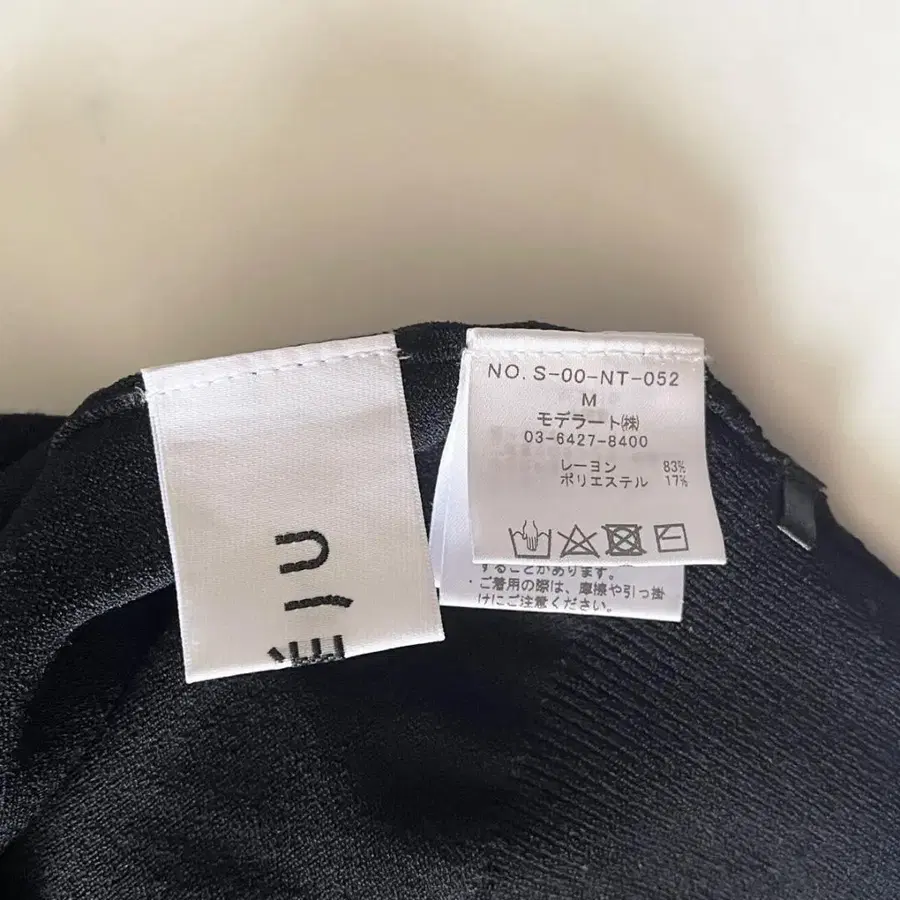 NO. S-00-NT-052
M
モデラート㈱
03-6427-8400
レーヨン 83%
ポリエステル 17%
することがあります。
・ご着用の際は、摩擦や引っ掛
けにご注意ください。